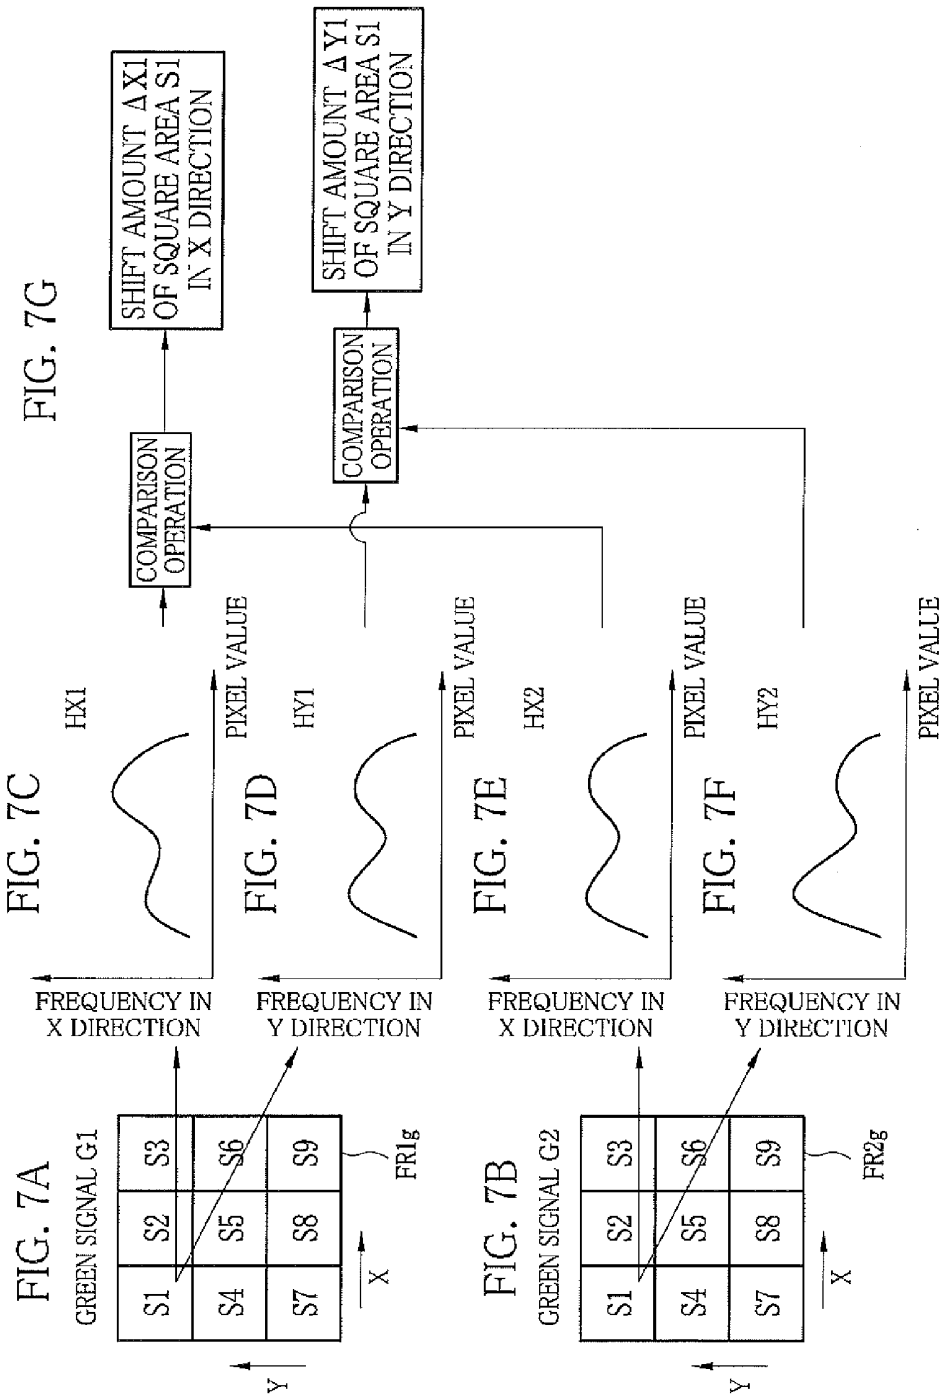 FIG. 7A
GREEN SIGNAL G1
S1 S2 S3
S4 S5 S6
S7 S8 S9
FR1g
X
Y
FIG. 7B
GREEN SIGNAL G2
S1 S2 S3
S4 S5 S6
S7 S8 S9
FR2g
X
Y
FIG. 7C
HX1
FREQUENCY IN
X DIRECTION
PIXEL VALUE
FIG. 7D
HY1
FREQUENCY IN
Y DIRECTION
PIXEL VALUE
FIG. 7E
HX2
FREQUENCY IN
X DIRECTION
PIXEL VALUE
FIG. 7F
HY2
FREQUENCY IN
Y DIRECTION
PIXEL VALUE
FIG. 7G
COMPARISON
OPERATION
SHIFT AMOUNT Δ X1
OF SQUARE AREA S1
IN X DIRECTION
COMPARISON
OPERATION
SHIFT AMOUNT Δ Y1
OF SQUARE AREA S1
IN Y DIRECTION